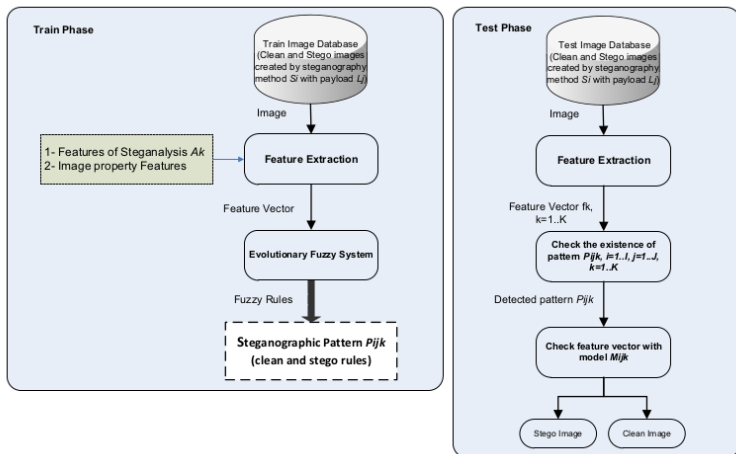 Train Phase
Train Image Database
(Clean and Stego images
created by steganography
method Si with payload Lj)
Image
1- Features of Steganalysis Ak
2- Image property Features
Feature Extraction
Feature Vector
Evolutionary Fuzzy System
Fuzzy Rules
Steganographic Pattern Pijk
(clean and stego rules)
Test Phase
Test Image Database
(Clean and Stego images
created by steganography
method Si with payload Lj)
Image
Feature Extraction
Feature Vector fk,
k=1..K
Check the existence of
pattern Pijk, i=1..I, j=1..J,
k=1..K
Detected pattern Pijk
Check feature vector with
model Mijk
Stego Image
Clean Image